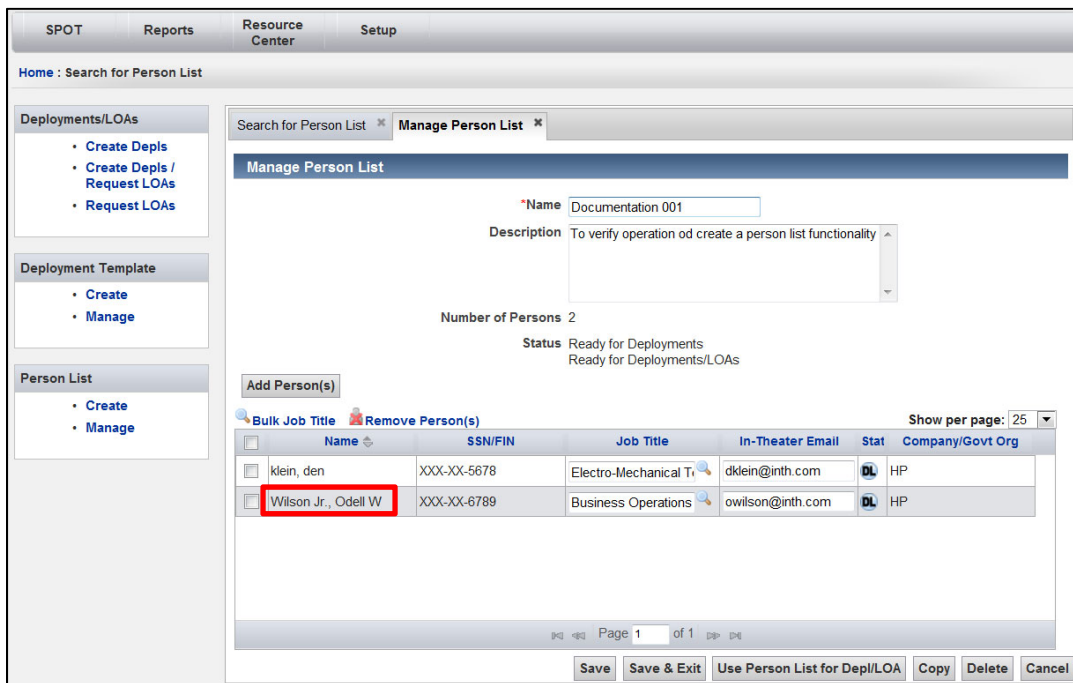 SPOT Reports Resource Center Setup
Home : Search for Person List
Deployments/LOAs
• Create Depls
• Create Depls /
Request LOAs
• Request LOAs
Deployment Template
• Create
• Manage
Person List
• Create
• Manage
Search for Person List Manage Person List
Manage Person List
*Name Documentation 001
Description To verify operation od create a person list functionality
Number of Persons 2
Status Ready for Deployments
Ready for Deployments/LOAs
Add Person(s)
Bulk Job Title Remove Person(s) Show per page: 25
Name SSN/FIN Job Title In-Theater Email Stat Company/Govt Org
klein, den XXX-XX-5678 Electro-Mechanical dklein@inth.com DL HP
Wilson Jr., Odell W XXX-XX-6789 Business Operations owilson@inth.com DL HP
Page 1 of 1
Save Save & Exit Use Person List for Depl/LOA Copy Delete Cancel